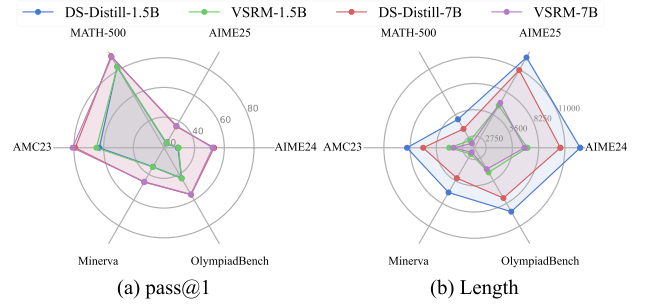 DS-Distill-1.5B VSRM-1.5B DS-Distill-7B VSRM-7B
MATH-500 AIME25 MATH-500 AIME25
80
60
40
20
11000
8250
5500
2750
AMC23 AIME24 AMC23 AIME24
Minerva OlympiadBench Minerva OlympiadBench
(a) pass@1 (b) Length